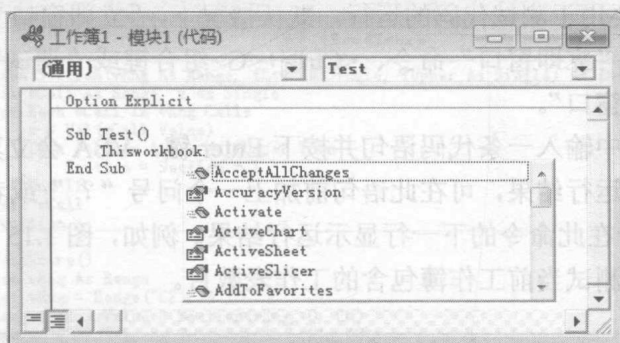 工作簿1 - 模块1 (代码)
(通用)
Test
Option Explicit
Sub Test()
Thisworkbook.
End Sub
AcceptAllChanges
AccuracyVersion
Activate
ActiveChart
ActiveSheet
ActiveSlicer
AddToFavorites